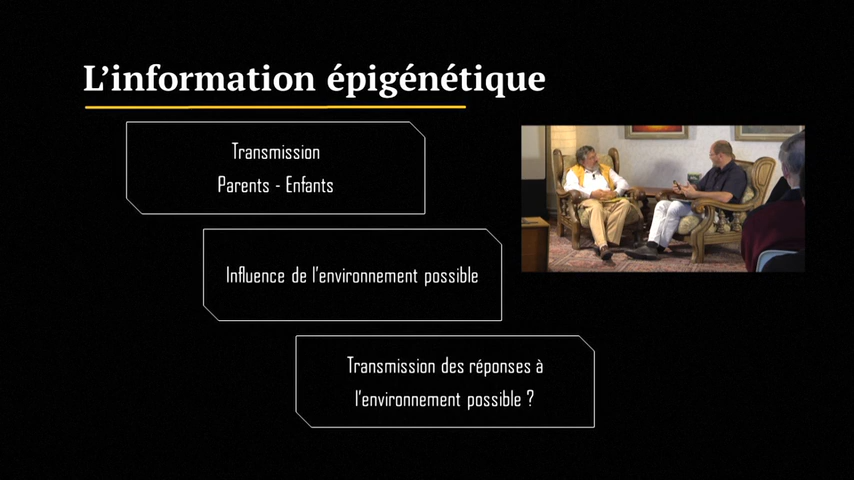 L’information épigénétique
Transmission
Parents - Enfants
Influence de l’environnement possible
Transmission des réponses à
l’environnement possible ?